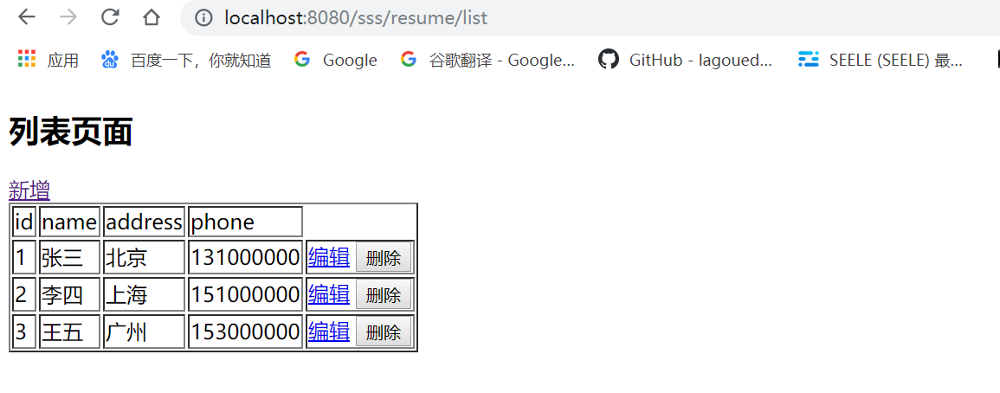 localhost:8080/sss/resume/list
应用 百度一下，你就知道 Google 谷歌翻译 - Google... GitHub - lagoued... SEELE (SEELE) 最...
列表页面
新增
id name address phone
1 张三 北京 131000000 编辑 删除
2 李四 上海 151000000 编辑 删除
3 王五 广州 153000000 编辑 删除